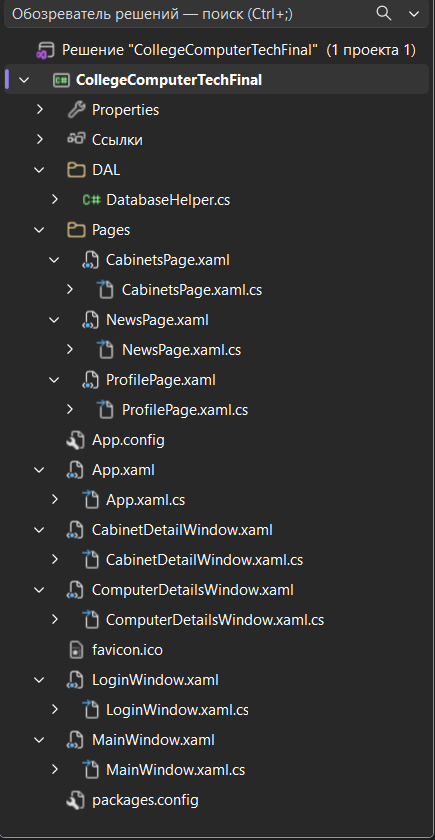 Обозреватель решений — поиск (Ctrl+;)
Решение "CollegeComputerTechFinal" (1 проекта 1)
C# CollegeComputerTechFinal
Properties
Ссылки
DAL
C# DatabaseHelper.cs
Pages
CabinetsPage.xaml
CabinetsPage.xaml.cs
NewsPage.xaml
NewsPage.xaml.cs
ProfilePage.xaml
ProfilePage.xaml.cs
App.config
App.xaml
App.xaml.cs
CabinetDetailWindow.xaml
CabinetDetailWindow.xaml.cs
ComputerDetailsWindow.xaml
ComputerDetailsWindow.xaml.cs
favicon.ico
LoginWindow.xaml
LoginWindow.xaml.cs
MainWindow.xaml
MainWindow.xaml.cs
packages.config